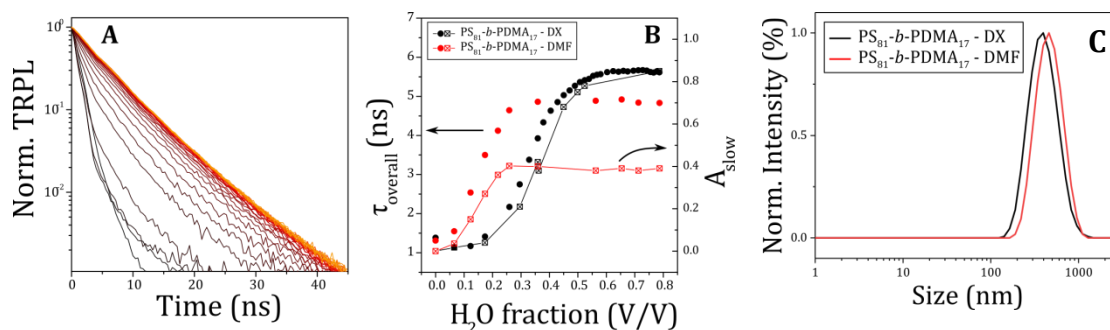 A
Norm. TRPL
10⁰
10⁻¹
10⁻²
0 10 20 30 40
Time (ns)
B
PS₈₁-b-PDMA₁₇ - DX
PS₈₁-b-PDMA₁₇ - DMF
τoverall (ns)
7
6
5
4
3
2
1
1.0
0.8
0.6
0.4
0.2
0.0
Aslow
0.0 0.1 0.2 0.3 0.4 0.5 0.6 0.7 0.8
H₂O fraction (V/V)
C
PS₈₁-b-PDMA₁₇ - DX
PS₈₁-b-PDMA₁₇ - DMF
Norm. Intensity (%)
1.0
0.5
0.0
1 10 100 1000
Size (nm)